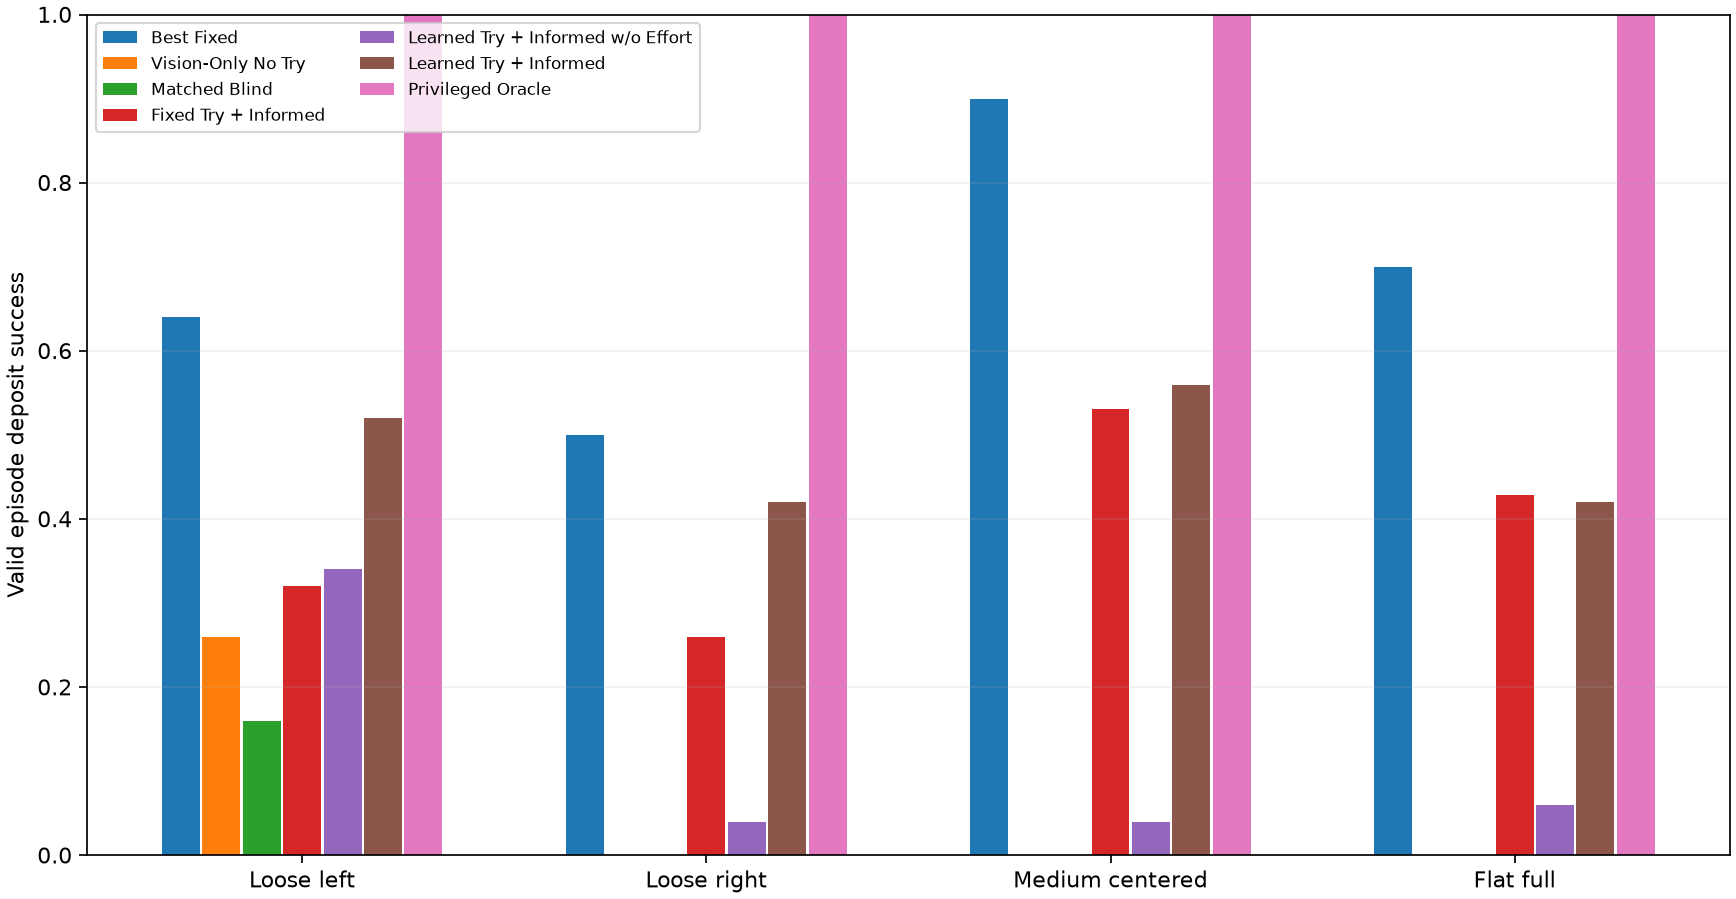 1.0
0.8
0.6
0.4
0.2
0.0
Valid episode deposit success
Best Fixed
Vision-Only No Try
Matched Blind
Fixed Try + Informed
Learned Try + Informed w/o Effort
Learned Try + Informed
Privileged Oracle
Loose left
Loose right
Medium centered
Flat full